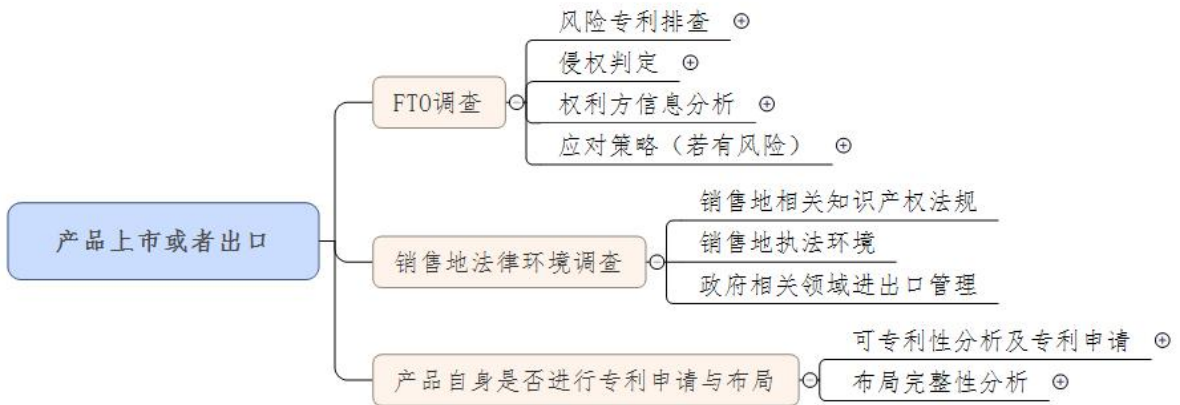 产品上市或者出口
FTO调查
风险专利排查
侵权判定
权利方信息分析
应对策略（若有风险）
销售地法律环境调查
销售地相关知识产权法规
销售地执法环境
政府相关领域进出口管理
产品自身是否进行专利申请与布局
可专利性分析及专利申请
布局完整性分析